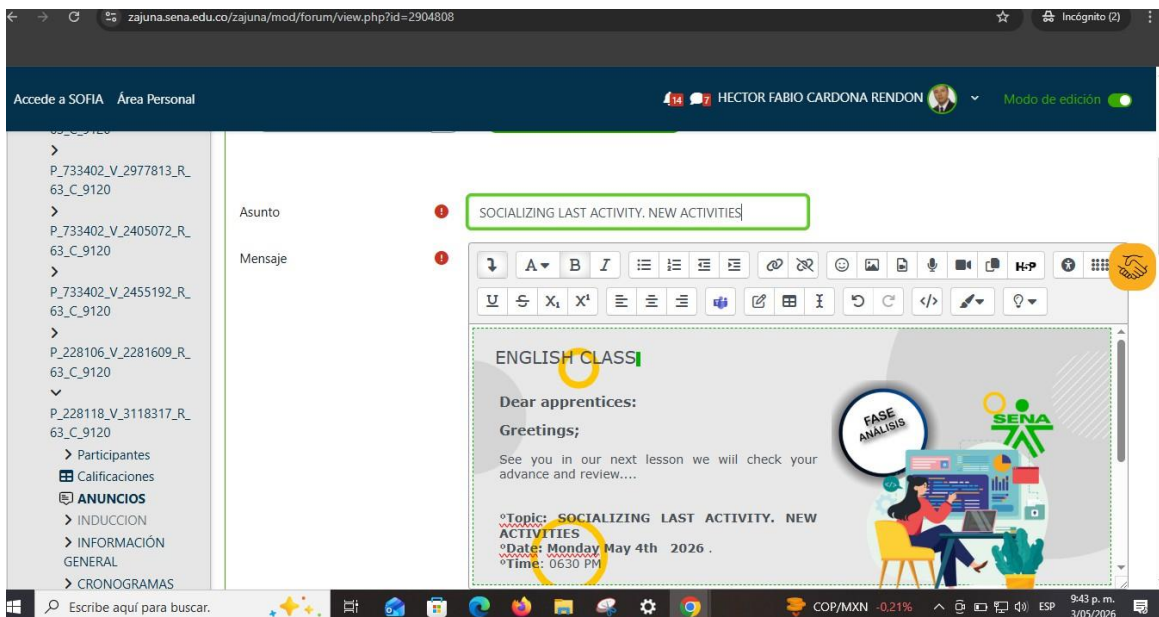 zajuna.sena.edu.co/zajuna/mod/forum/view.php?id=2904808
Incógnito (2)
Accede a SOFIA Área Personal
14 7 HECTOR FABIO CARDONA RENDON
Modo de edición
P_733402_V_2977813_R_
63_C_9120
P_733402_V_2405072_R_
63_C_9120
P_733402_V_2455192_R_
63_C_9120
P_228106_V_2281609_R_
63_C_9120
P_228118_V_3118317_R_
63_C_9120
Participantes
Calificaciones
ANUNCIOS
INDUCCION
INFORMACIÓN
GENERAL
CRONOGRAMAS
Asunto
SOCIALIZING LAST ACTIVITY. NEW ACTIVITIES
Mensaje
A B I H-P
U S X₁ X¹ </>
ENGLISH CLASS
Dear apprentices:
Greetings;
See you in our next lesson we wiil check your
advance and review....
°Topic: SOCIALIZING LAST ACTIVITY. NEW
ACTIVITIES
°Date: Monday May 4th 2026 .
°Time: 0630 PM
FASE
ANÁLISIS
SENA
Escribe aquí para buscar.
COP/MXN -0,21%
ESP
9:43 p. m.
3/05/2026